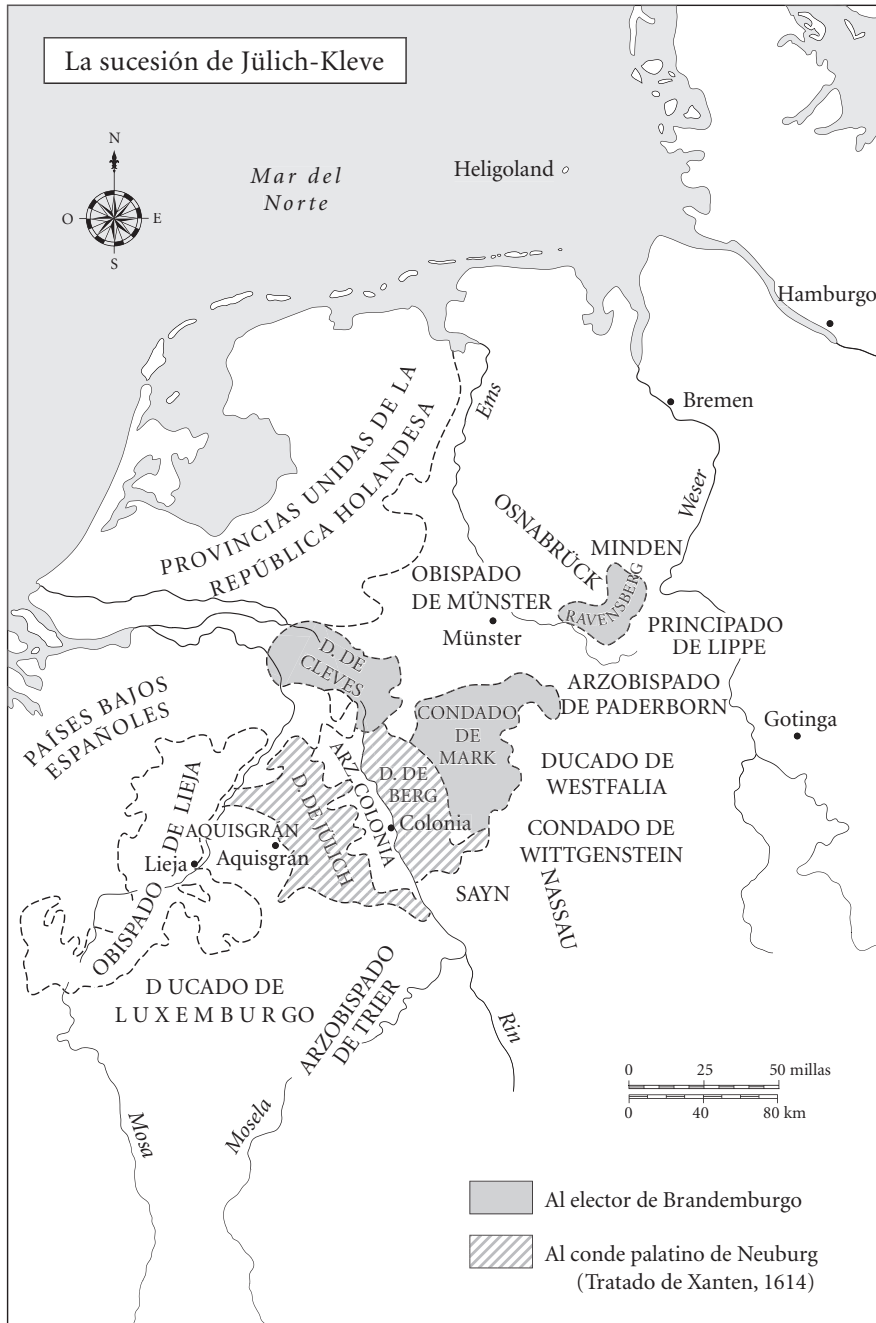 La sucesión de Jülich-Kleve
N
O
E
S
Mar del
Norte
Heligoland
Hamburgo
Bremen
Ems
Weser
PROVINCIAS UNIDAS DE LA
REPÚBLICA HOLANDESA
OSNABRÜCK
MINDEN
RAVENSBERG
OBISPADO
DE MÜNSTER
Münster
PRINCIPADO
DE LIPPE
D. DE
CLEVES
ARZOBISPADO
DE PADERBORN
PAÍSES BAJOS
ESPAÑOLES
CONDADO
DE
MARK
Gotinga
DUCADO DE
WESTFALIA
D. DE
BERG
ARZ. COLONIA
D. DE JÜLICH
Colonia
OBISPADO DE LIEJA
AQUISGRÁN
Aquisgrán
Lieja
CONDADO DE
WITTGENSTEIN
SAYN
NASSAU
D UCADO DE
L U X E M B U R GO
ARZOBISPADO
DE TRIER
Rin
Mosa
Mosela
0 25 50 millas
0 40 80 km
Al elector de Brandemburgo
Al conde palatino de Neuburg
(Tratado de Xanten, 1614)